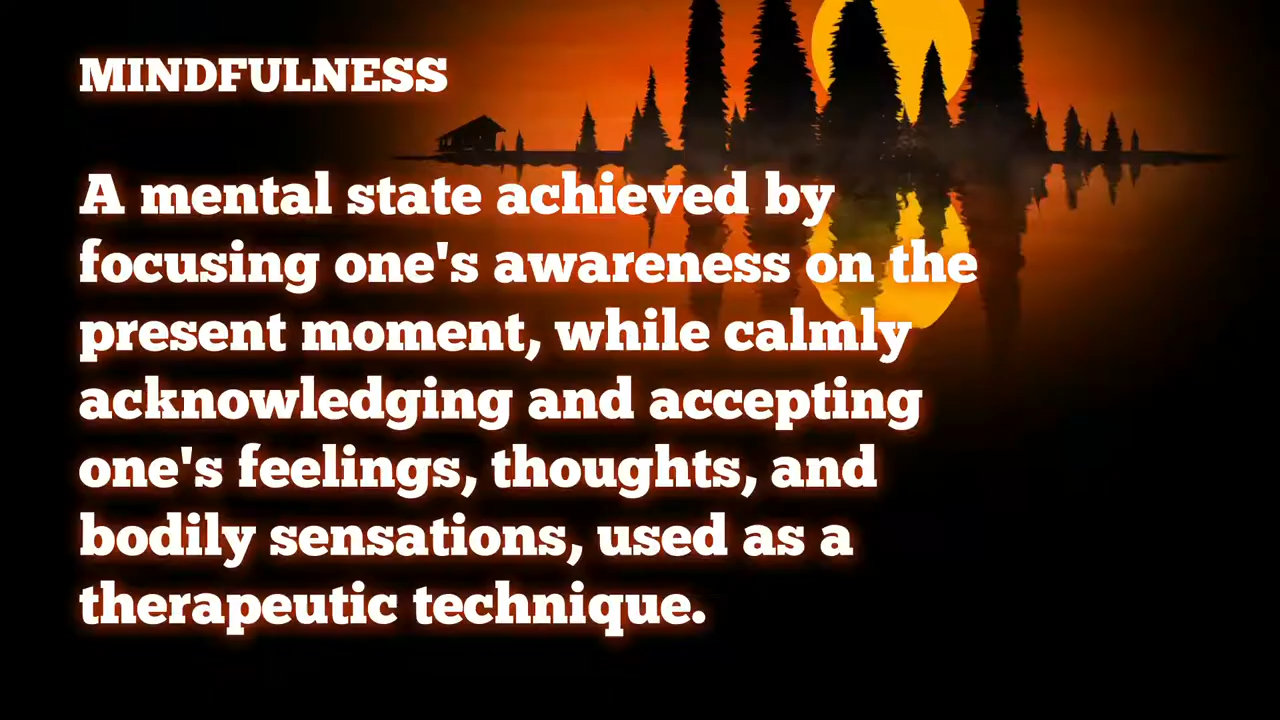 MINDFULNESS
A mental state achieved by
focusing one's awareness on the
present moment, while calmly
acknowledging and accepting
one's feelings, thoughts, and
bodily sensations, used as a
therapeutic technique.